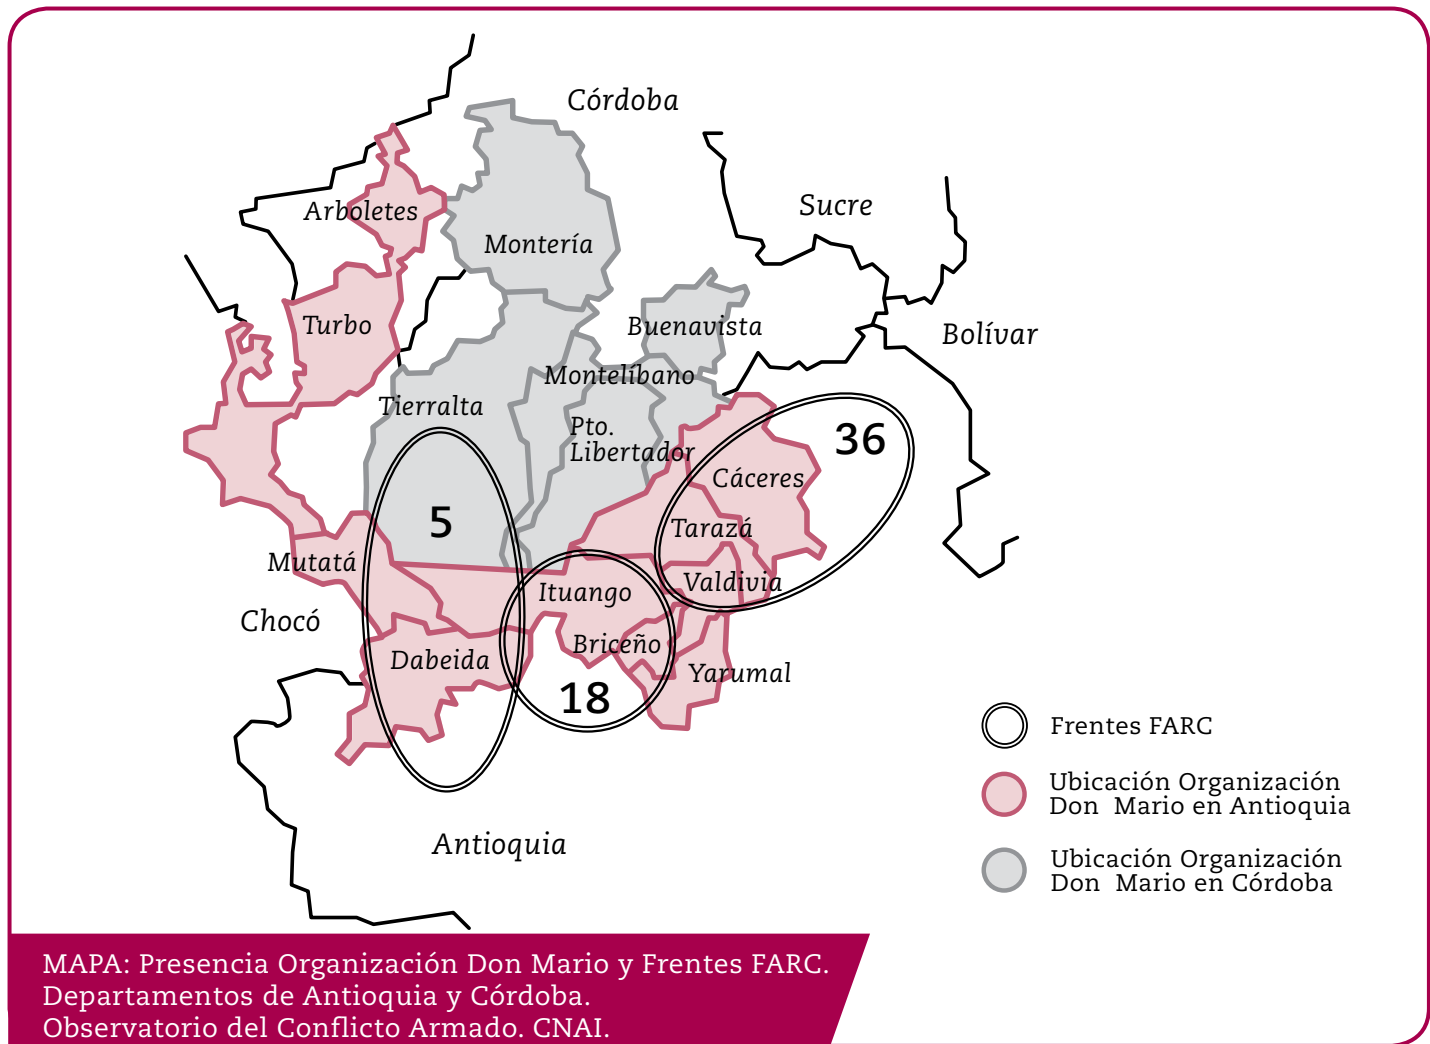 Córdoba
Sucre
Arboletes
Montería
Turbo
Buenavista
Bolívar
Montelíbano
Tierralta
Pto.
Libertador
36
Cáceres
5
Tarazá
Mutatá
Valdivia
Ituango
Chocó
Briceño
Dabeida
Yarumal
18
Antioquia
Frentes FARC
Ubicación Organización
Don Mario en Antioquia
Ubicación Organización
Don Mario en Córdoba
MAPA: Presencia Organización Don Mario y Frentes FARC.
Departamentos de Antioquia y Córdoba.
Observatorio del Conflicto Armado. CNAI.